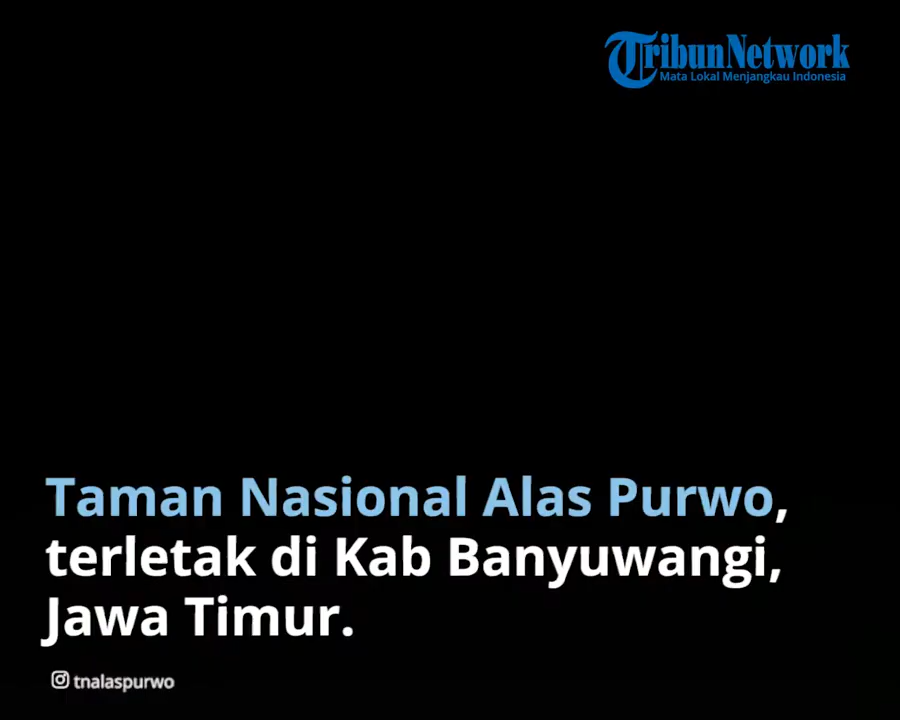 TribunNetwork
Mata Lokal Menjangkau Indonesia
Taman Nasional Alas Purwo,
terletak di Kab Banyuwangi,
Jawa Timur.
tnalaspurwo